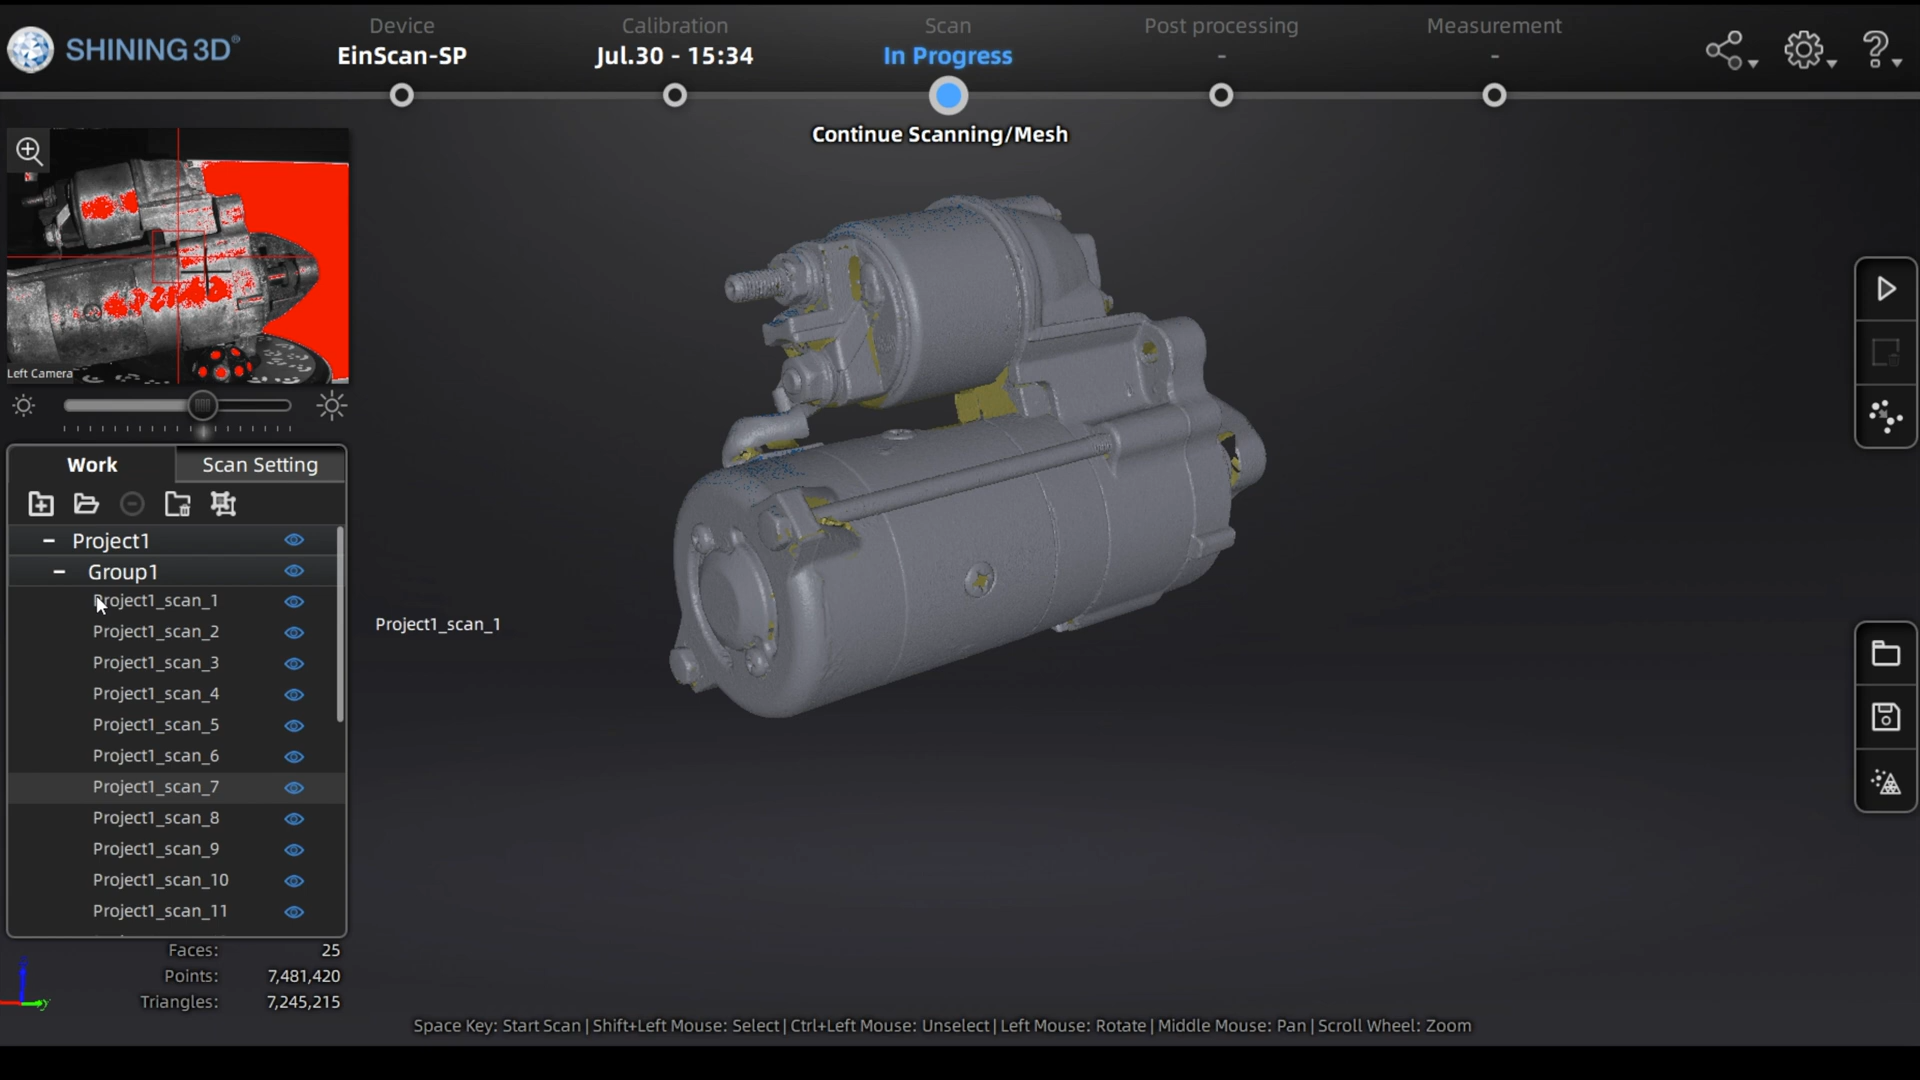 SHINING 3D®
Device
EinScan-SP
Calibration
Jul.30 - 15:34
Scan
In Progress
Post processing
-
Measurement
-
Continue Scanning/Mesh
Left Camera
Work
Scan Setting
Project1
Group1
Project1_scan_1
Project1_scan_1
Project1_scan_2
Project1_scan_3
Project1_scan_4
Project1_scan_5
Project1_scan_6
Project1_scan_7
Project1_scan_8
Project1_scan_9
Project1_scan_10
Project1_scan_11
Faces: 25
Points: 7,481,420
Triangles: 7,245,215
y
Space Key: Start Scan | Shift+Left Mouse: Select | Ctrl+Left Mouse: Unselect | Left Mouse: Rotate | Middle Mouse: Pan | Scroll Wheel: Zoom